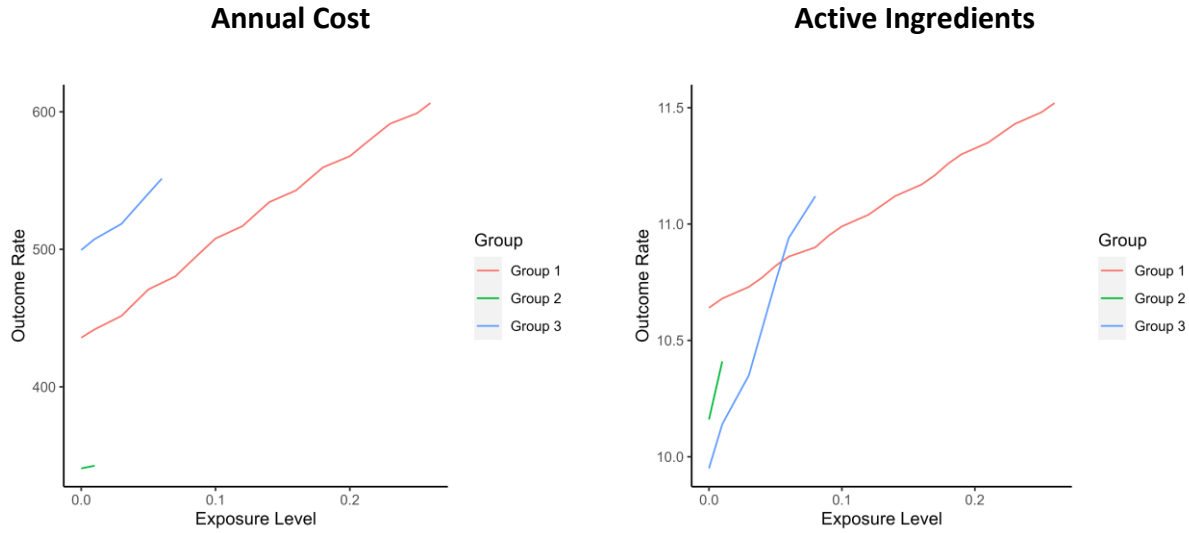 Annual Cost
Outcome Rate
600
500
400
0.0
0.1
0.2
Exposure Level
Group
Group 1
Group 2
Group 3
Active Ingredients
Outcome Rate
11.5
11.0
10.5
10.0
0.0
0.1
0.2
Exposure Level
Group
Group 1
Group 2
Group 3